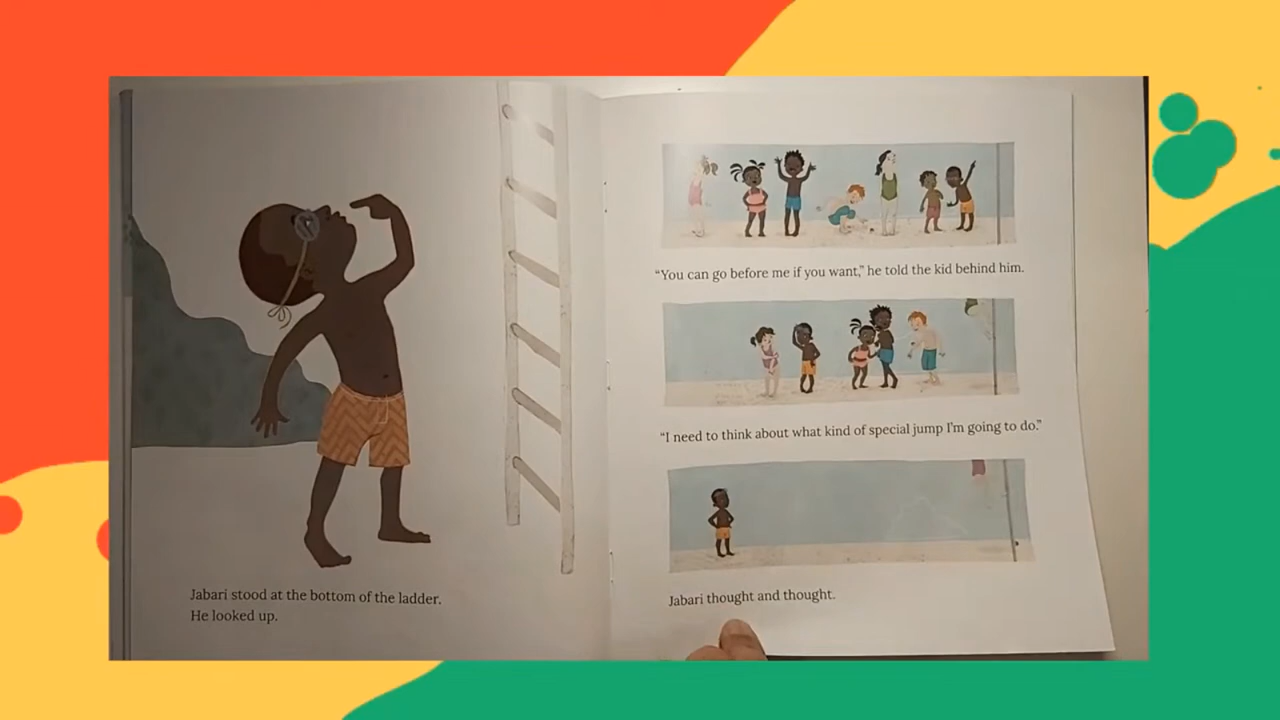 Jabari stood at the bottom of the ladder.
He looked up.
“You can go before me if you want,” he told the kid behind him.
“I need to think about what kind of special jump I’m going to do.”
Jabari thought and thought.